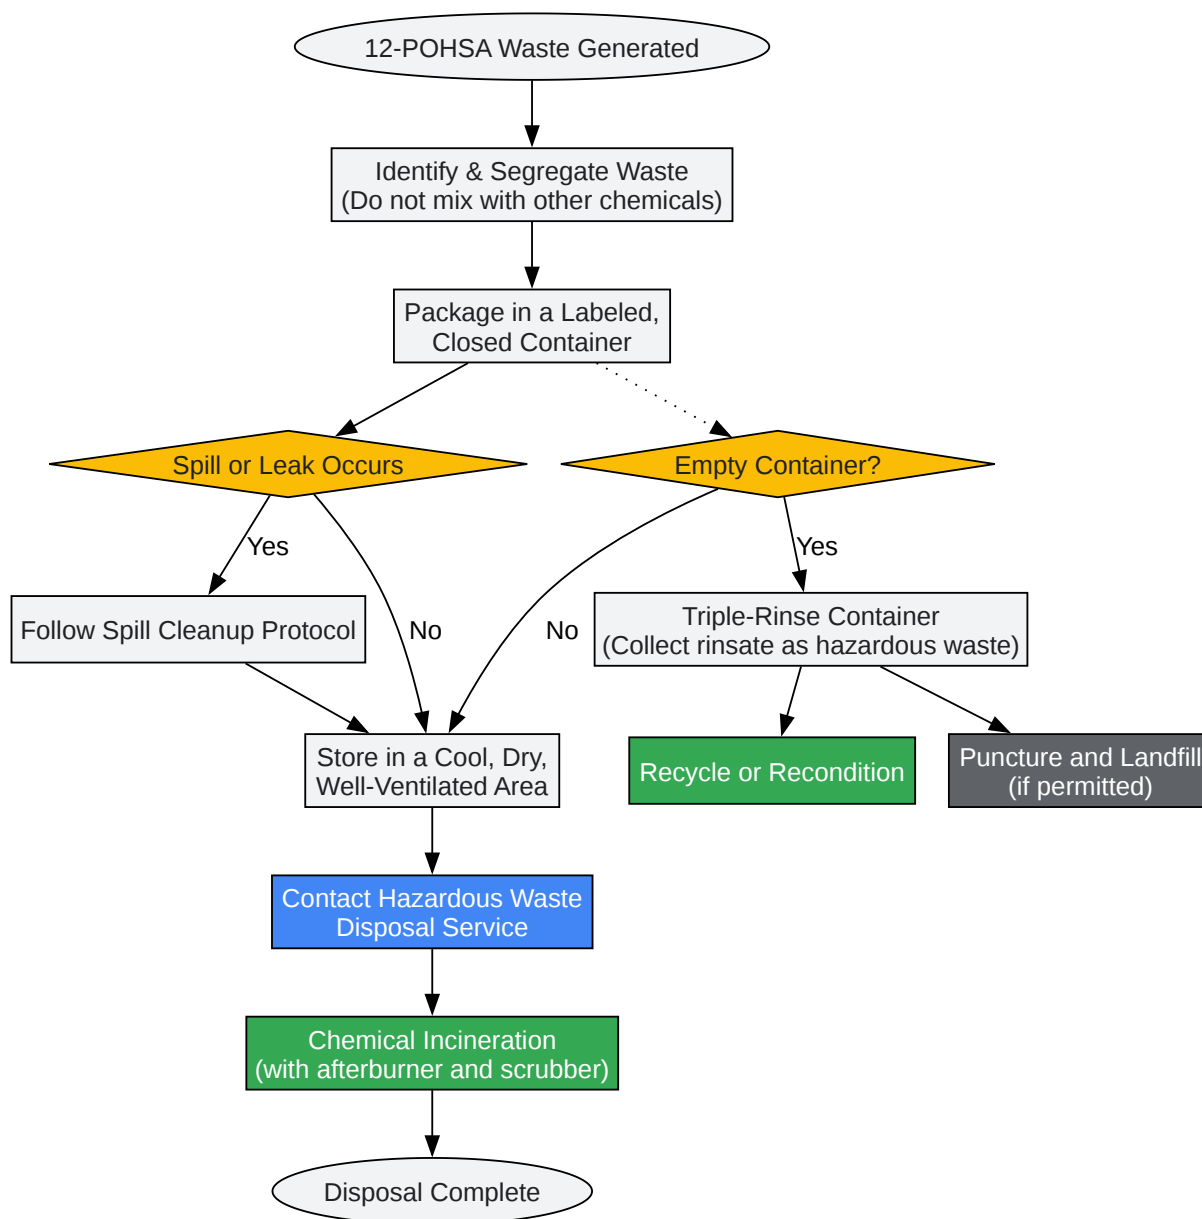 12-POHSA Waste Generated
Identify & Segregate Waste
(Do not mix with other chemicals)
Package in a Labeled,
Closed Container
Spill or Leak Occurs
Empty Container?
Yes
Yes
Follow Spill Cleanup Protocol
No
No
Triple-Rinse Container
(Collect rinsate as hazardous waste)
Store in a Cool, Dry,
Well-Ventilated Area
Recycle or Recondition
Puncture and Landfill
(if permitted)
Contact Hazardous Waste
Disposal Service
Chemical Incineration
(with afterburner and scrubber)
Disposal Complete